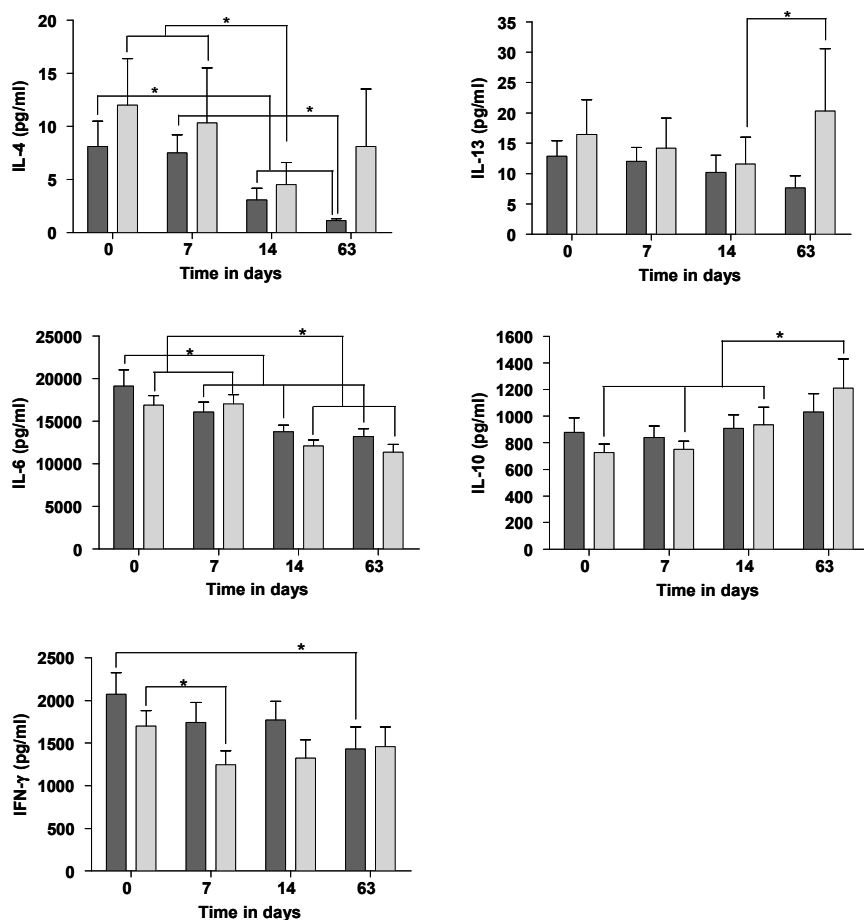 20
15
10
5
0
IL-4 (pg/ml)
*
*
*
0 7 14 63
Time in days
35
30
25
20
15
10
5
0
IL-13 (pg/ml)
*
0 7 14 63
Time in days
25000
20000
15000
10000
5000
0
IL-6 (pg/ml)
*
*
0 7 14 63
Time in days
1600
1400
1200
1000
800
600
400
200
0
IL-10 (pg/ml)
*
0 7 14 63
Time in days
2500
2000
1500
1000
500
0
IFN-γ (pg/ml)
*
*
0 7 14 63
Time in days